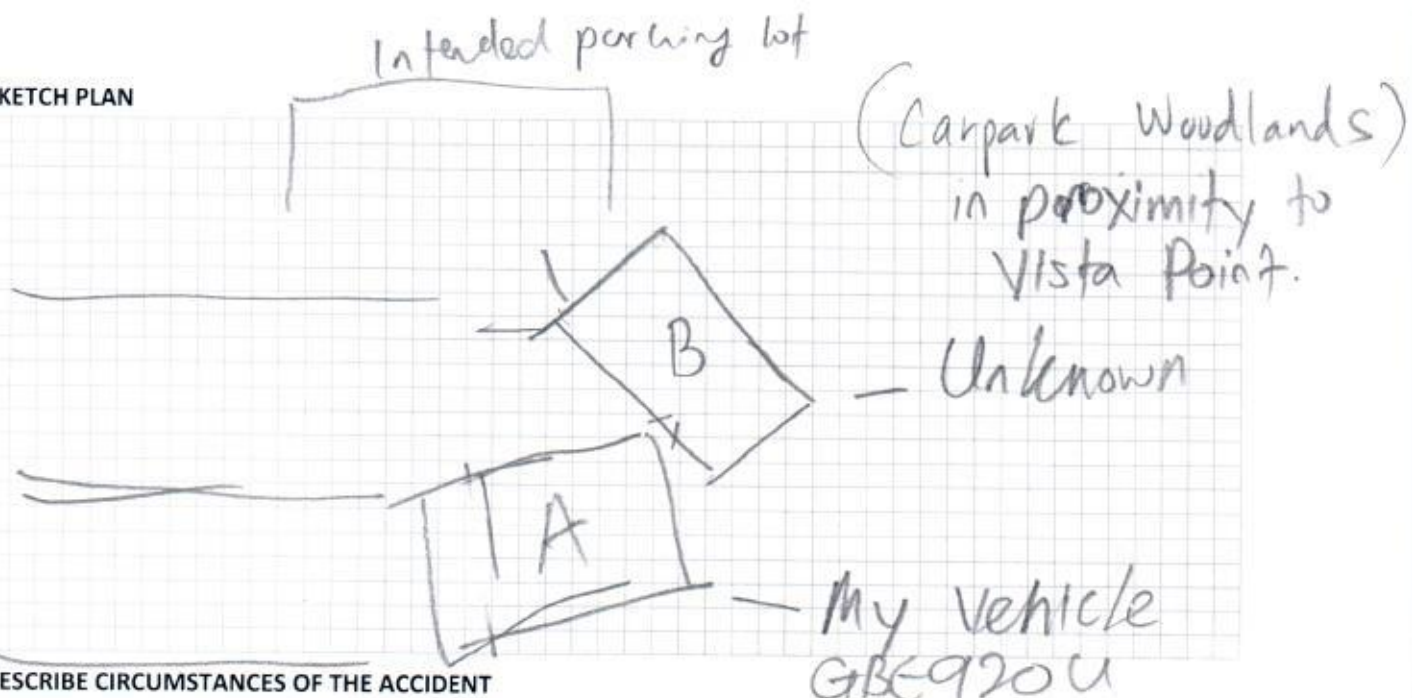 Intended parking lot
KETCH PLAN
(Carpark Woodlands)
in proximity to
Vista Point.
B
— Unknown
A
— My Vehicle
GBE920U
ESCRIBE CIRCUMSTANCES OF THE ACCIDENT